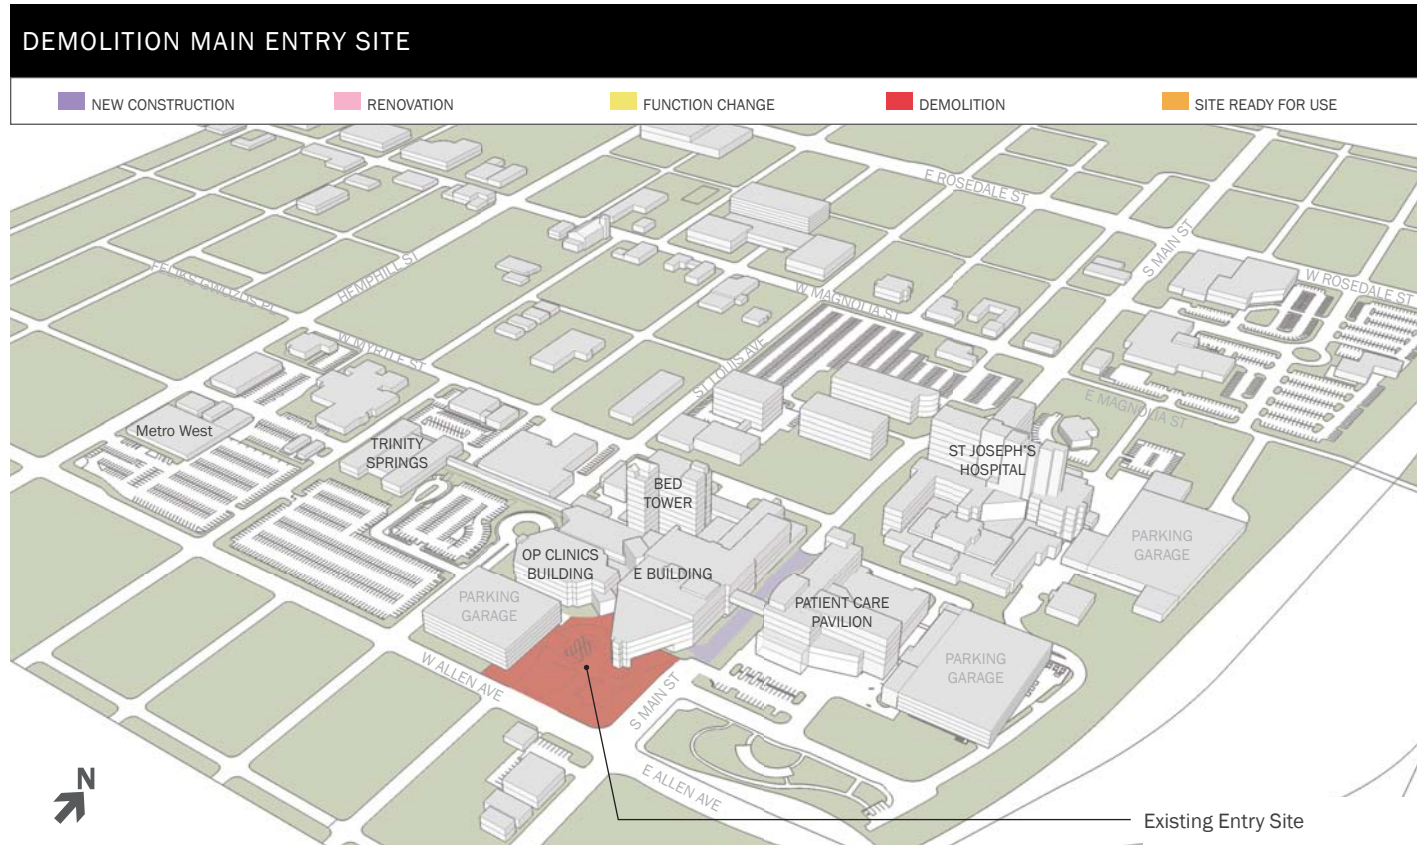 DEMOLITION MAIN ENTRY SITE
NEW CONSTRUCTION
RENOVATION
FUNCTION CHANGE
DEMOLITION
SITE READY FOR USE
E ROSEDALE ST
S MAIN ST
W ROSEDALE ST
HEMPHILL ST
FELIKS GWOZDS PL
W MAGNOLIA ST
W MYRTLE ST
ST LOUIS AVE
E MAGNOLIA ST
Metro West
TRINITY
SPRINGS
ST JOSEPH'S
HOSPITAL
BED
TOWER
PARKING
GARAGE
OP CLINICS
BUILDING
E BUILDING
PARKING
GARAGE
PATIENT CARE
PAVILION
PARKING
GARAGE
W ALLEN AVE
S MAIN ST
E ALLEN AVE
N
Existing Entry Site